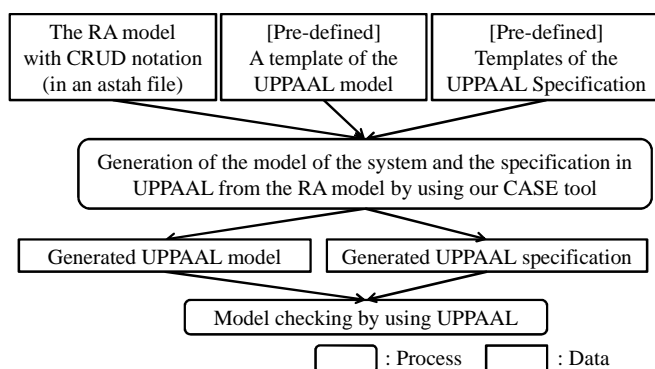 The RA model
with CRUD notation
(in an astah file)
[Pre-defined]
A template of the
UPPAAL model
[Pre-defined]
Templates of the
UPPAAL Specification
Generation of the model of the system and the specification in
UPPAAL from the RA model by using our CASE tool
Generated UPPAAL model
Generated UPPAAL specification
Model checking by using UPPAAL
: Process
: Data